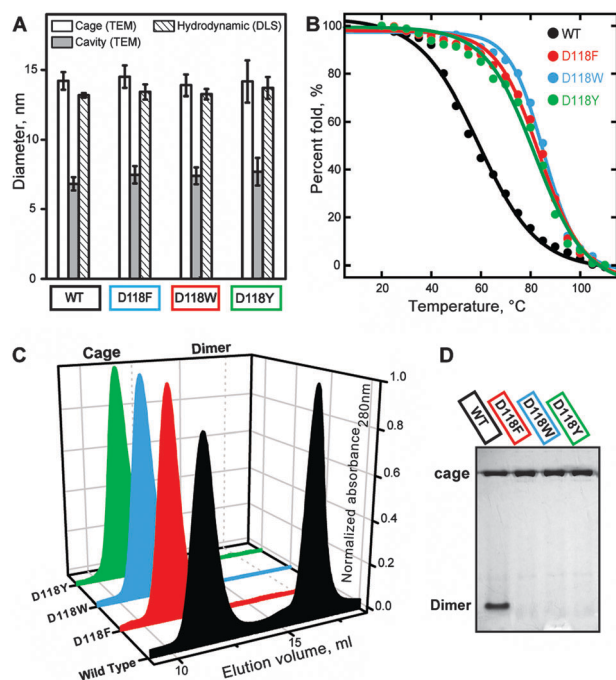 A
Cage (TEM)
Cavity (TEM)
Hydrodynamic (DLS)
Diameter, nm
15
10
5
0
WT
D118F
D118W
D118Y
B
WT
D118F
D118W
D118Y
Percent fold, %
100
80
60
40
20
0
20
40
60
80
100
Temperature, °C
C
Cage
Dimer
1.0
0.8
0.6
0.4
0.2
0.0
Normalized absorbance 280nm
D118Y
D118W
D118F
Wild Type
10
15
Elution volume, ml
D
WT
D118F
D118W
D118Y
cage
Dimer